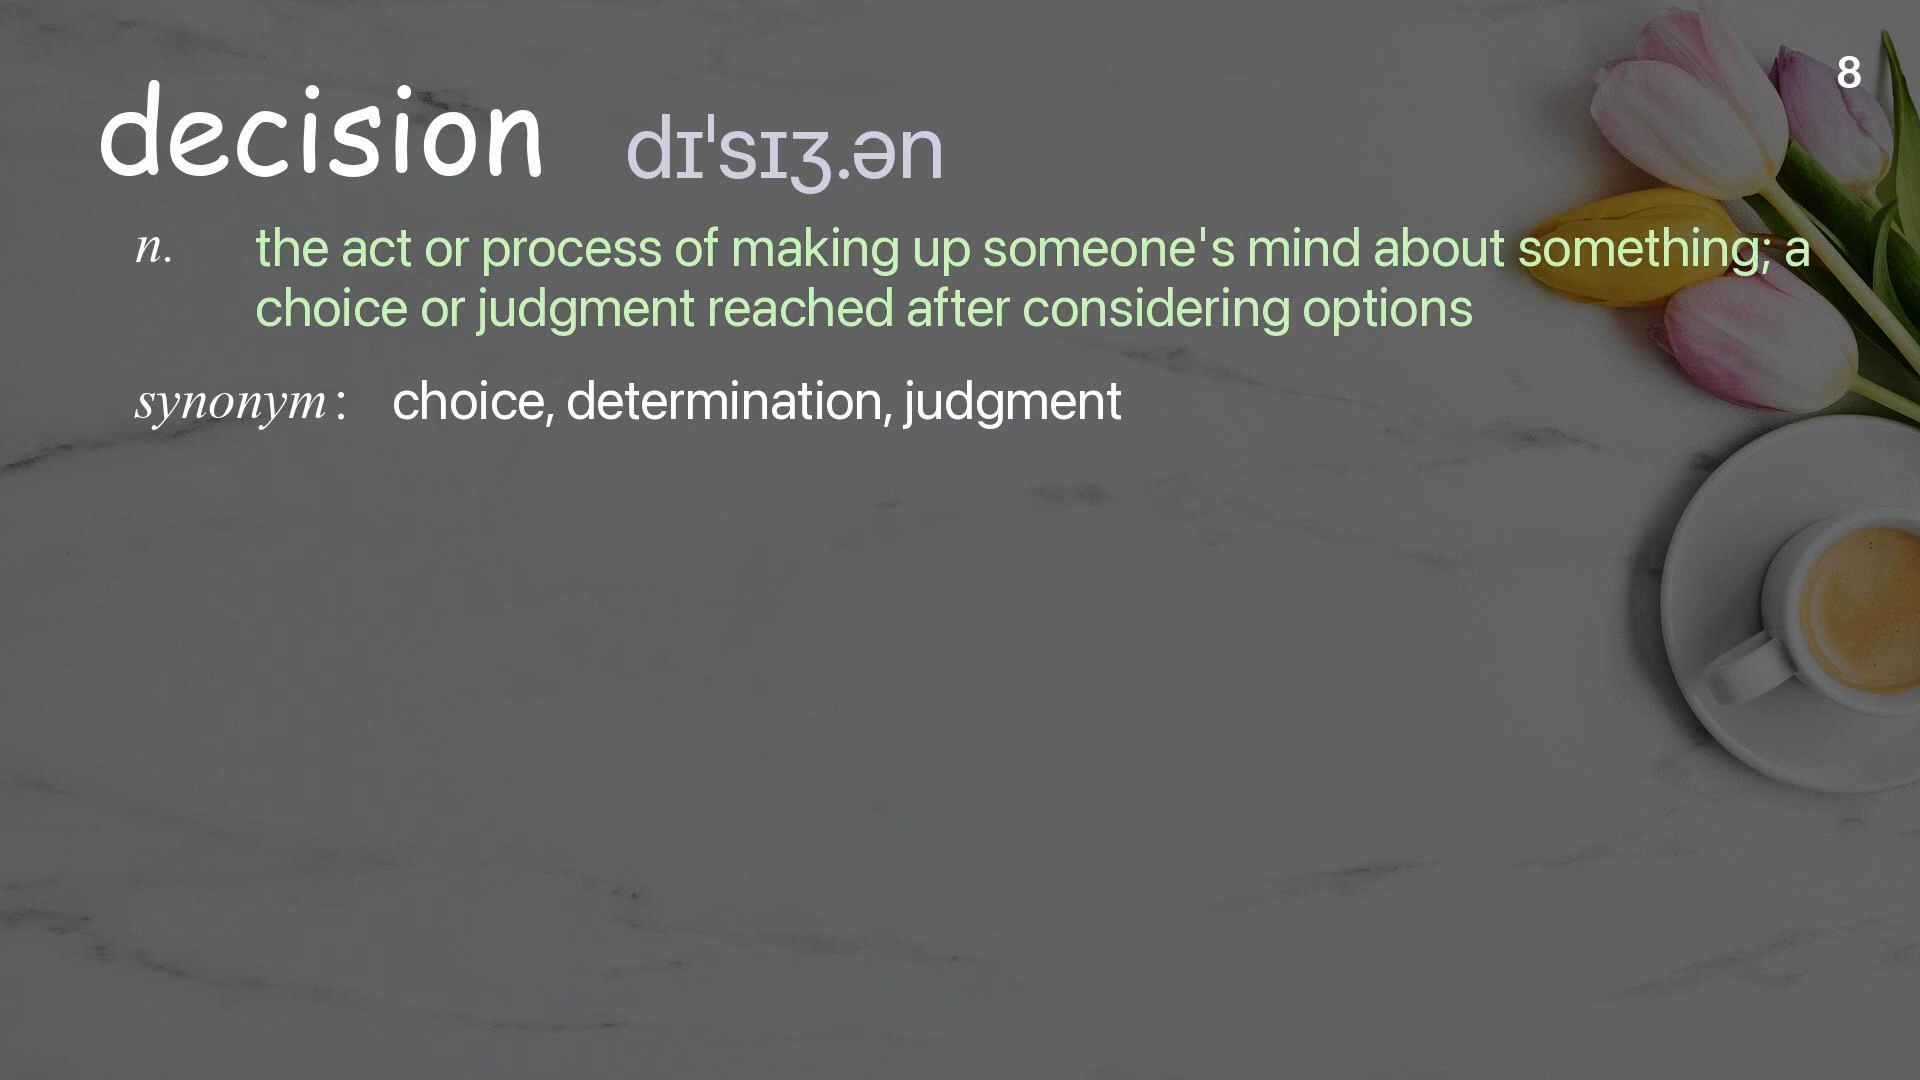 8
decision dɪˈsɪʒ.ən
n. the act or process of making up someone's mind about something; a
choice or judgment reached after considering options
synonym : choice, determination, judgment